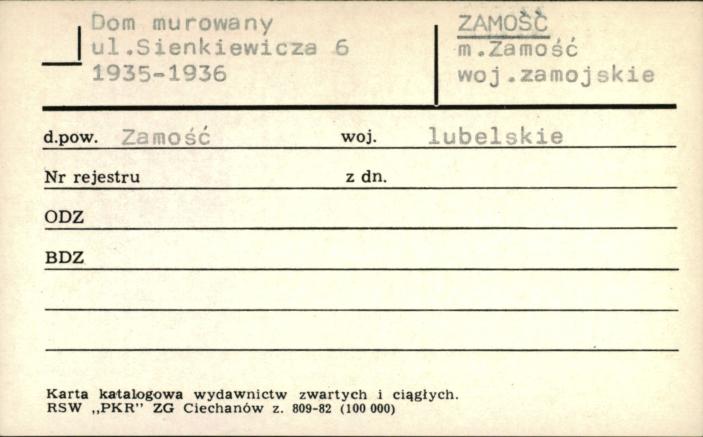 Dom murowany
ul.Sienkiewicza 6
1935-1936
ZAMOŚĆ
m.Zamość
woj.zamojskie
d.pow. Zamość woj. lubelskie
Nr rejestru z dn.
ODZ
BDZ
Karta katalogowa wydawnictw zwartych i ciągłych.
RSW „PKR" ZG Ciechanów z. 809-82 (100 000)